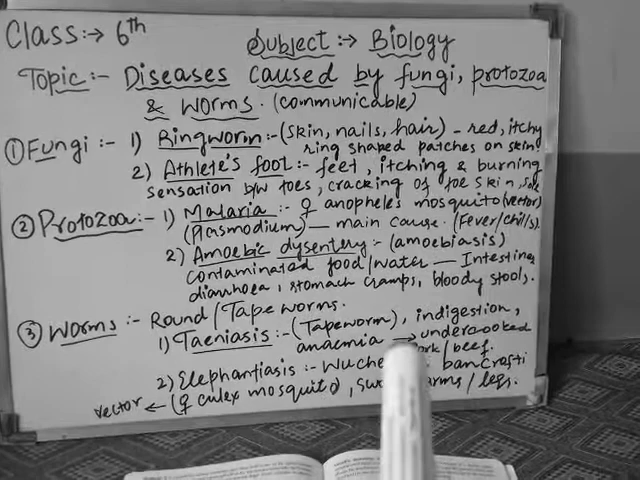 Class:→ 6th
Subject:→ Biology
Topic:- Diseases caused by fungi, protozoa
& worms. (communicable)
① Fungi:- 1) Ringworm:- (skin, nails, hair) - red, itchy
ring shaped patches on skin
2) Athlete's foot:- feet, itching & burning
sensation b/w toes, cracking of toe skin,
② Protozoa:- 1) Malaria:- ♀ anopheles mosquito (vector)
(Plasmodium) — main cause. (Fever/chills).
2) Amoebic dysentery:- (amoebiasis)
contaminated food/water — Intestine,
diarrhoea, stomach cramps, bloody stools.
③ Worms:- Round/Tape worms.
1) Taeniasis:- (Tapeworm), indigestion,
anaemia → undercooked
/beef.
2) Elephantiasis:- bancrofti
vector ← (♀ culex mosquito), arms/legs.